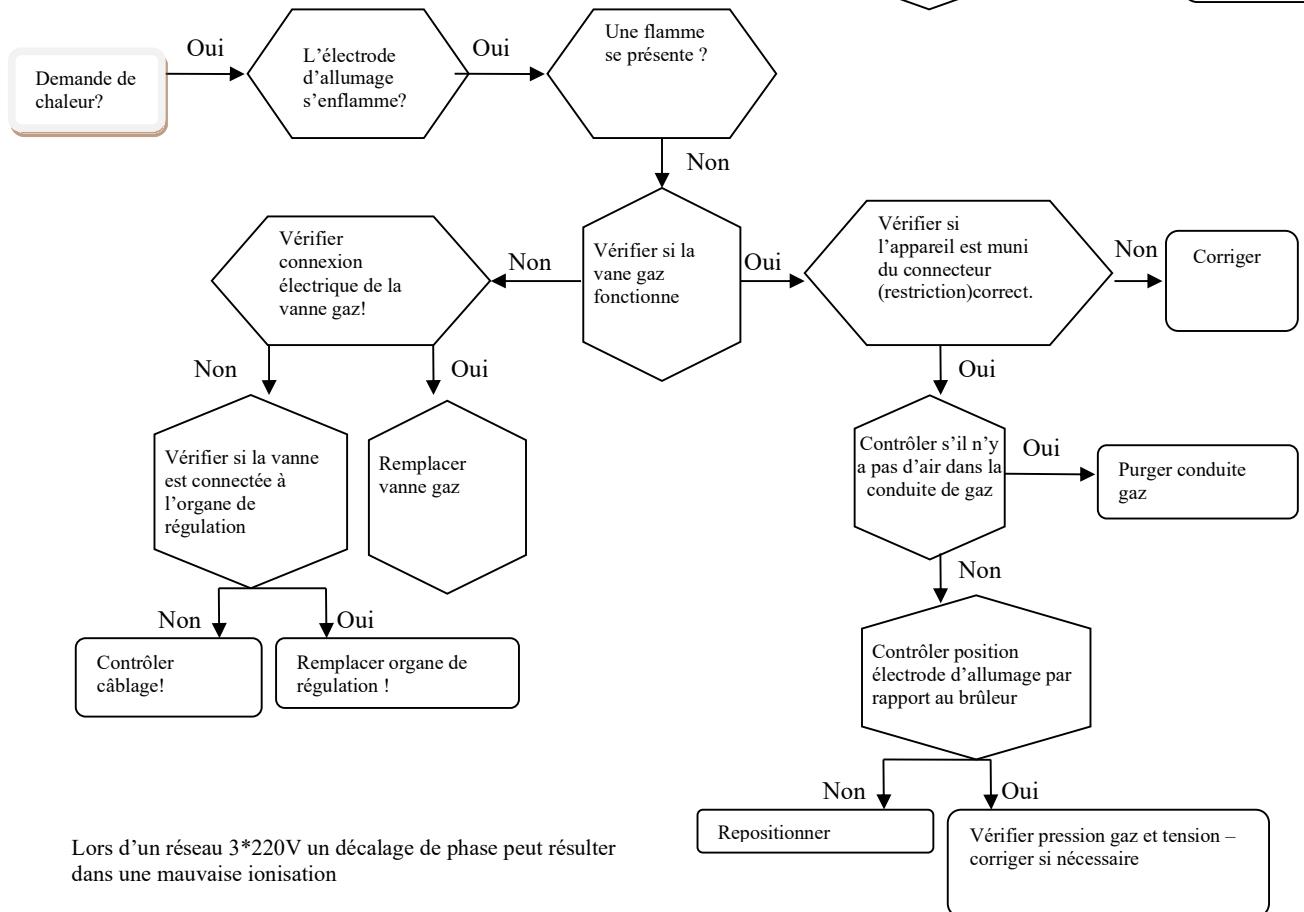 Oui
Oui
Une flamme
se présente ?
Demande de
chaleur?
L’électrode
d’allumage
s’enflamme?
Non
Vérifier
connexion
électrique de la
vanne gaz!
Non
Vérifier si la
vane gaz
fonctionne
Oui
Vérifier si
l’appareil est muni
du connecteur
(restriction)correct.
Non
Corriger
Non
Oui
Oui
Vérifier si la vanne
est connectée à
l’organe de
régulation
Remplacer
vanne gaz
Contrôler s’il n’y
a pas d’air dans la
conduite de gaz
Oui
Purger conduite
gaz
Non
Non
Oui
Contrôler
câblage!
Remplacer organe de
régulation !
Contrôler position
électrode d’allumage par
rapport au brûleur
Non
Oui
Repositionner
Vérifier pression gaz et tension –
corriger si nécessaire
Lors d’un réseau 3*220V un décalage de phase peut résulter
dans une mauvaise ionisation